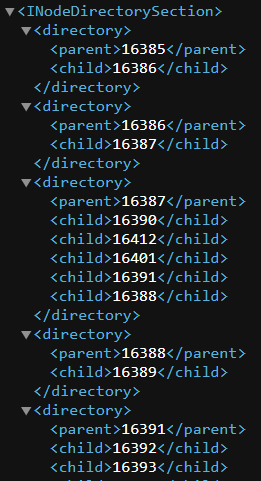 ▼<INodeDirectorySection>
▼<directory>
<parent>16385</parent>
<child>16386</child>
</directory>
▼<directory>
<parent>16386</parent>
<child>16387</child>
</directory>
▼<directory>
<parent>16387</parent>
<child>16390</child>
<child>16412</child>
<child>16401</child>
<child>16391</child>
<child>16388</child>
</directory>
▼<directory>
<parent>16388</parent>
<child>16389</child>
</directory>
▼<directory>
<parent>16391</parent>
<child>16392</child>
<child>16393</child>